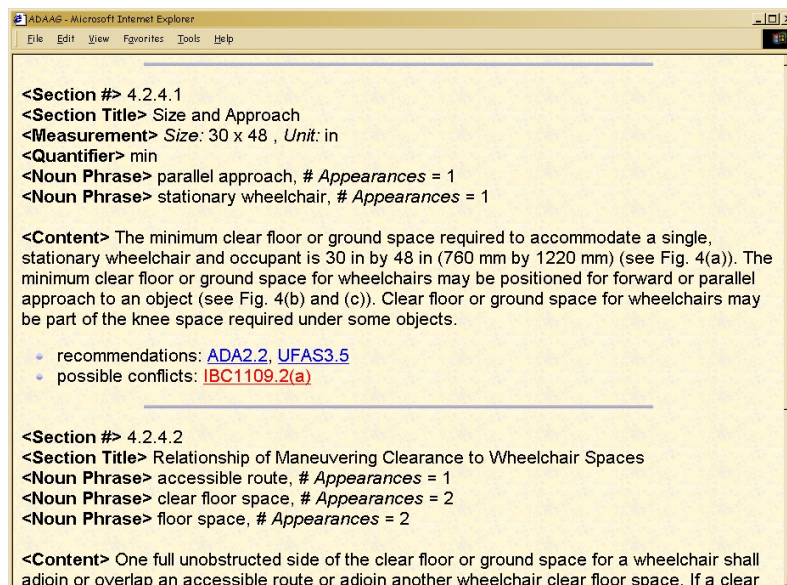 ADAAG - Microsoft Internet Explorer
File Edit View Favorites Tools Help
<Section #> 4.2.4.1
<Section Title> Size and Approach
<Measurement> Size: 30 x 48 , Unit: in
<Quantifier> min
<Noun Phrase> parallel approach, # Appearances = 1
<Noun Phrase> stationary wheelchair, # Appearances = 1
<Content> The minimum clear floor or ground space required to accommodate a single,
stationary wheelchair and occupant is 30 in by 48 in (760 mm by 1220 mm) (see Fig. 4(a)). The
minimum clear floor or ground space for wheelchairs may be positioned for forward or parallel
approach to an object (see Fig. 4(b) and (c)). Clear floor or ground space for wheelchairs may
be part of the knee space required under some objects.
recommendations: ADA2.2, UFAS3.5
possible conflicts: IBC1109.2(a)
<Section #> 4.2.4.2
<Section Title> Relationship of Maneuvering Clearance to Wheelchair Spaces
<Noun Phrase> accessible route, # Appearances = 1
<Noun Phrase> clear floor space, # Appearances = 2
<Noun Phrase> floor space, # Appearances = 2
<Content> One full unobstructed side of the clear floor or ground space for a wheelchair shall
adjoin or overlap an accessible route or adjoin another wheelchair clear floor space. If a clear